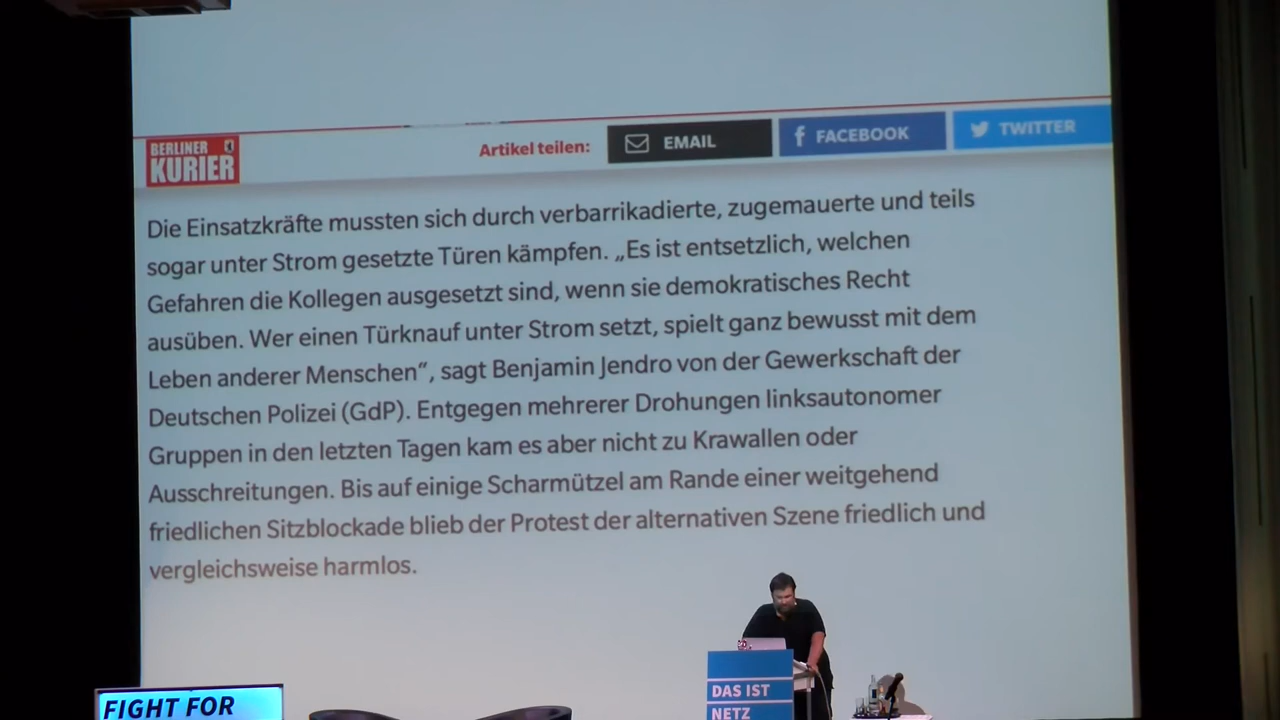 BERLINER
KURIER
Artikel teilen:
EMAIL
FACEBOOK
TWITTER
Die Einsatzkräfte mussten sich durch verbarrikadierte, zugemauerte und teils
sogar unter Strom gesetzte Türen kämpfen. „Es ist entsetzlich, welchen
Gefahren die Kollegen ausgesetzt sind, wenn sie demokratisches Recht
ausüben. Wer einen Türknauf unter Strom setzt, spielt ganz bewusst mit dem
Leben anderer Menschen“, sagt Benjamin Jendro von der Gewerkschaft der
Deutschen Polizei (GdP). Entgegen mehrerer Drohungen linksautonomer
Gruppen in den letzten Tagen kam es aber nicht zu Krawallen oder
Ausschreitungen. Bis auf einige Scharmützel am Rande einer weitgehend
friedlichen Sitzblockade blieb der Protest der alternativen Szene friedlich und
vergleichsweise harmlos.
DAS IST
NETZ
FIGHT FOR